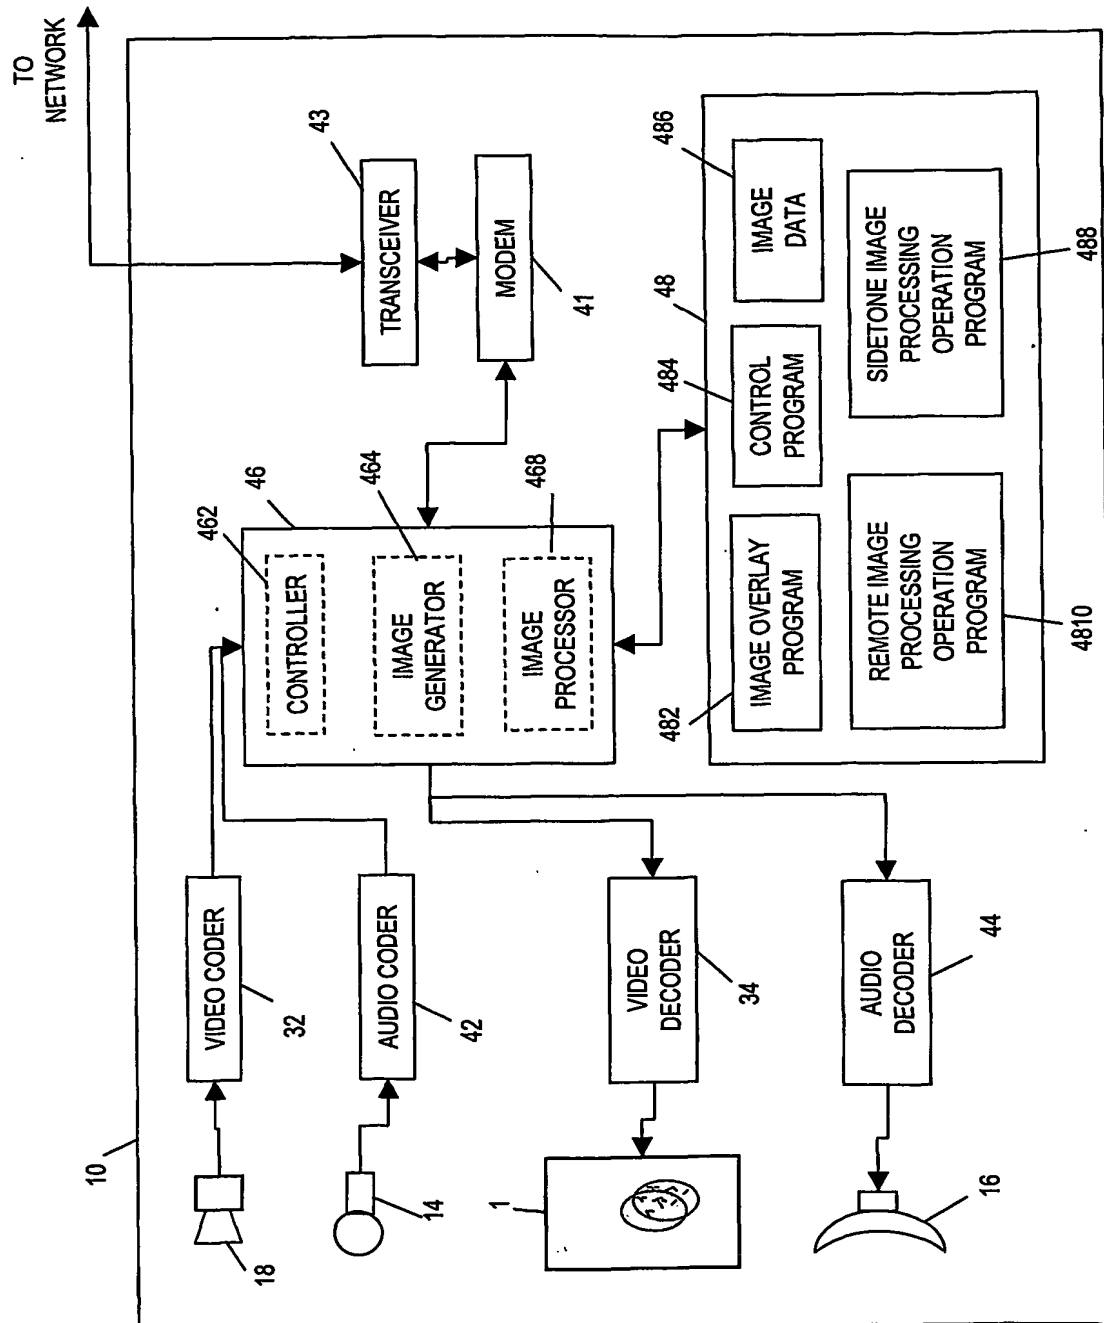 TO
NETWORK
10
18
VIDEO CODER
32
14
AUDIO CODER
42
1
VIDEO
DECODER
34
16
AUDIO
DECODER
44
46
462
CONTROLLER
464
IMAGE
GENERATOR
468
IMAGE
PROCESSOR
43
TRANSCEIVER
MODEM
41
48
482
IMAGE OVERLAY
PROGRAM
484
CONTROL
PROGRAM
486
IMAGE
DATA
REMOTE IMAGE
PROCESSING
OPERATION
PROGRAM
4810
SIDETONE IMAGE
PROCESSING
OPERATION
PROGRAM
488